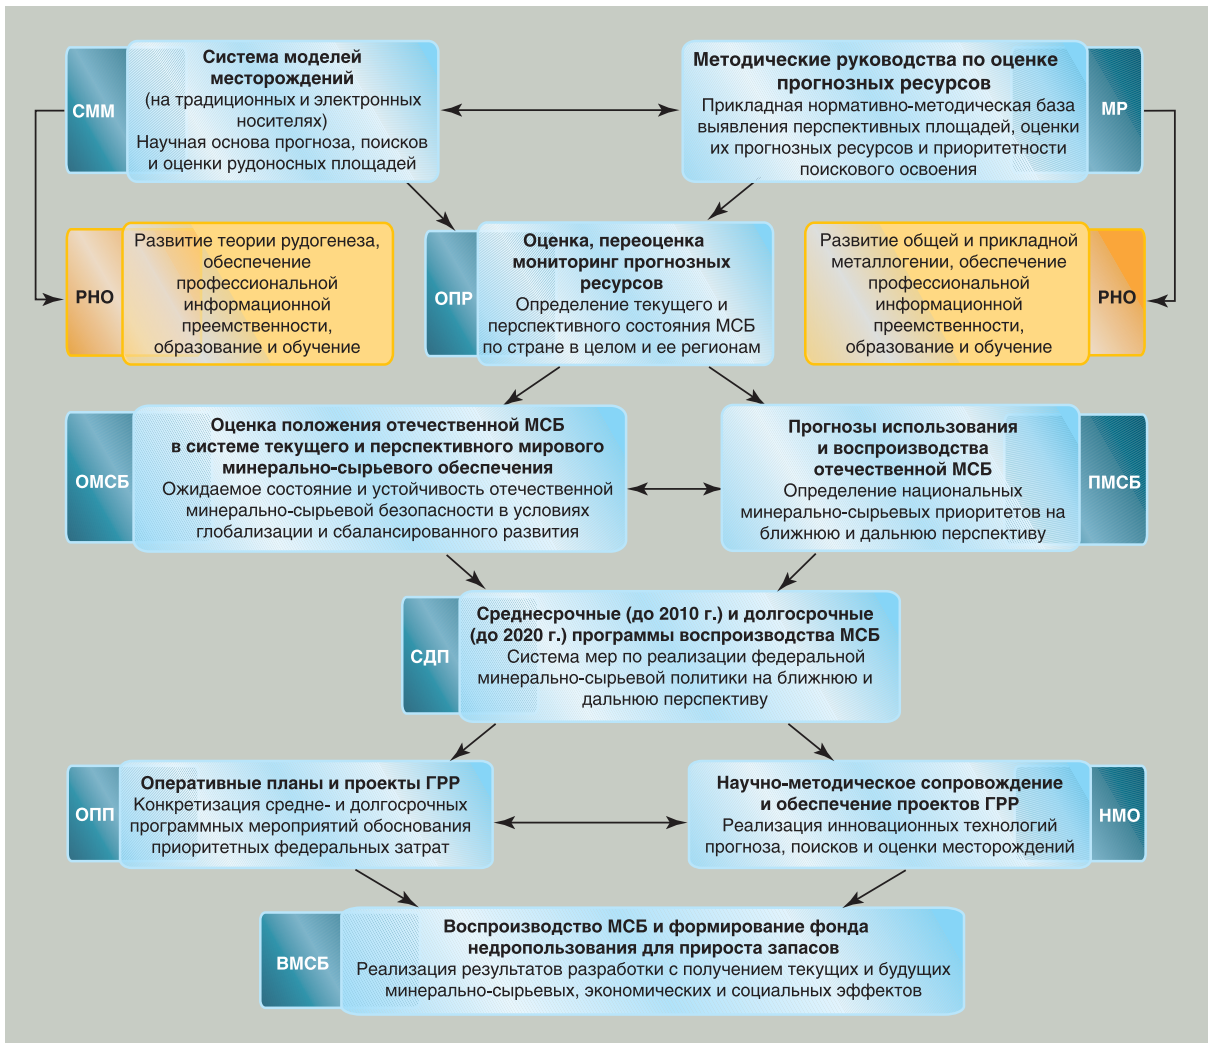 СММ
Система моделей
месторождений
(на традиционных и электронных
носителях)
Научная основа прогноза, поисков
и оценки рудоносных площадей
Методические руководства по оценке
прогнозных ресурсов
Прикладная нормативно-методическая база
выявления перспективных площадей, оценки
их прогнозных ресурсов и приоритетности
поискового освоения
МР
РНО
Развитие теории рудогенеза,
обеспечение
профессиональной
информационной
преемственности,
образование и обучение
ОПР
Оценка, переоценка
мониторинг прогнозных
ресурсов
Определение текущего и
перспективного состояния МСБ
по стране в целом и ее регионам
Развитие общей и прикладной
металлогении, обеспечение
профессиональной
информационной
преемственности,
образование и обучение
РНО
ОМСБ
Оценка положения отечественной МСБ
в системе текущего и перспективного мирового
минерально-сырьевого обеспечения
Ожидаемое состояние и устойчивость отечественной
минерально-сырьевой безопасности в условиях
глобализации и сбалансированного развития
Прогнозы использования
и воспроизводства
отечественной МСБ
Определение национальных
минерально-сырьевых приоритетов на
ближнюю и дальнюю перспективу
ПМСБ
СДП
Среднесрочные (до 2010 г.) и долгосрочные
(до 2020 г.) программы воспроизводства МСБ
Система мер по реализации федеральной
минерально-сырьевой политики на ближнюю и
дальнюю перспективу
ОПП
Оперативные планы и проекты ГРР
Конкретизация средне- и долгосрочных
программных мероприятий обоснования
приоритетных федеральных затрат
Научно-методическое сопровождение
и обеспечение проектов ГРР
Реализация инновационных технологий
прогноза, поисков и оценки месторождений
НМО
ВМСБ
Воспроизводство МСБ и формирование фонда
недропользования для прироста запасов
Реализация результатов разработки с получением текущих и будущих
минерально-сырьевых, экономических и социальных эффектов